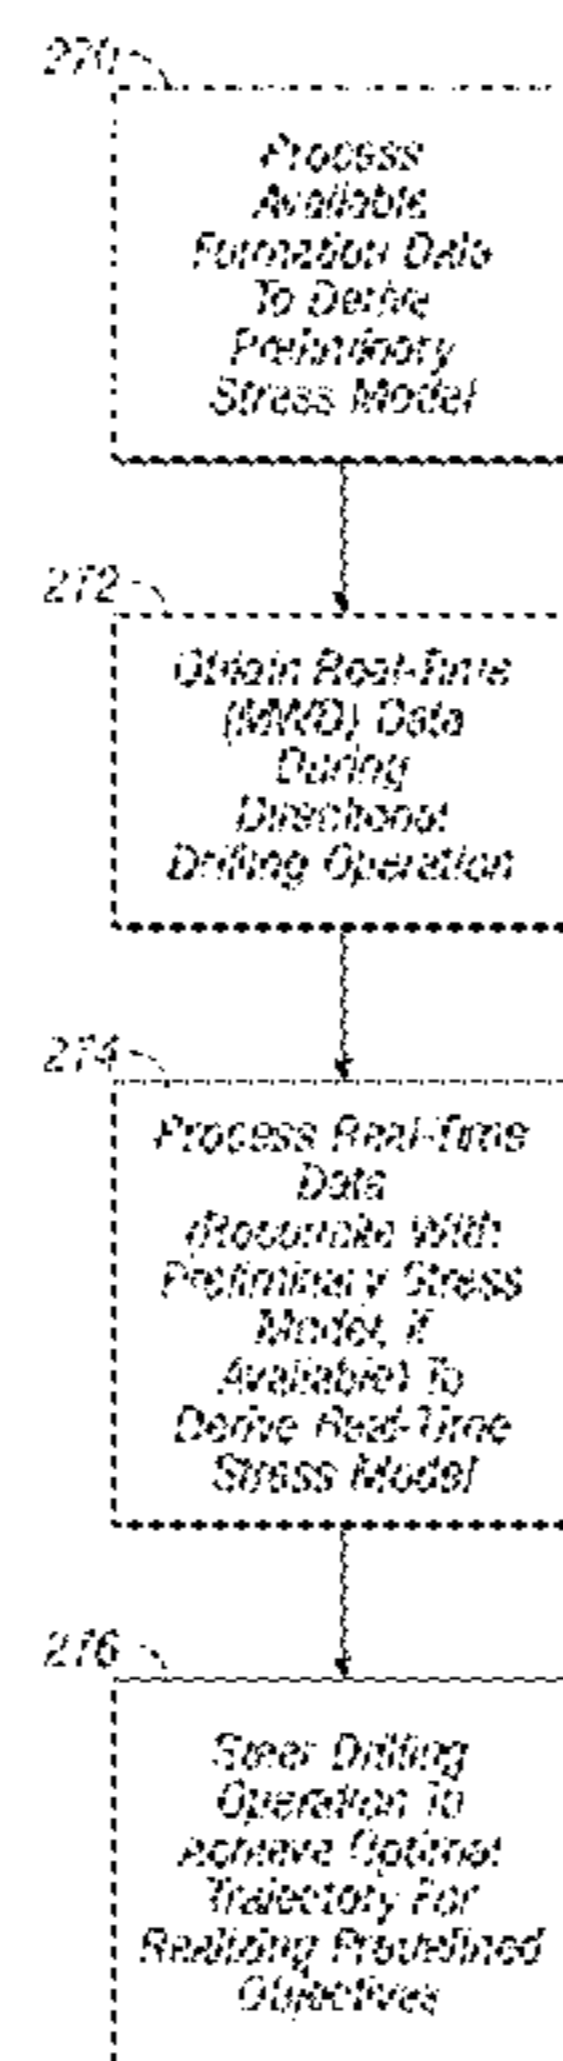 270
Process
Available
Formation Data
To Derive
Preliminary
Stress Model
272
Obtain Real-Time
(MWD) Data
During
Directional
Drilling Operation
274
Process Real-Time
Data
(Reconcile With
Preliminary Stress
Model, if
Available) To
Derive Real-Time
Stress Model
276
Steer Drilling
Operation To
Achieve Optimal
Trajectory For
Realizing Predefined
Objectives